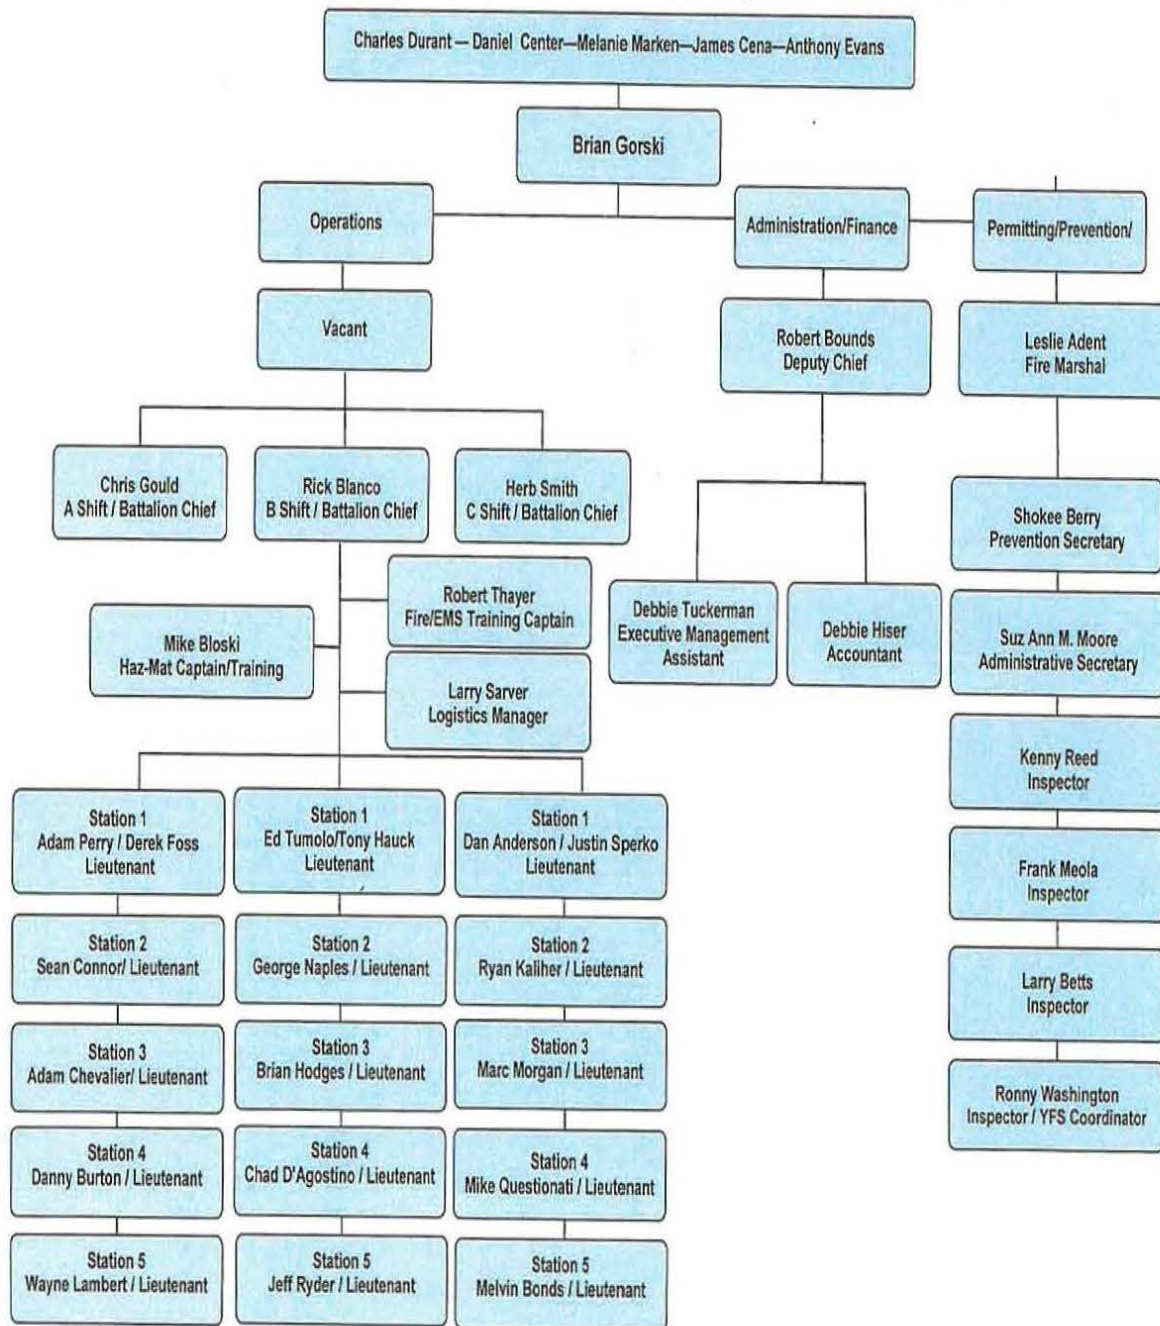 Charles Durant — Daniel Center—Melanie Marken—James Cena—Anthony Evans
Brian Gorski
Operations
Administration/Finance
Permitting/Prevention/
Vacant
Robert Bounds
Deputy Chief
Leslie Adent
Fire Marshal
Chris Gould
A Shift / Battalion Chief
Rick Blanco
B Shift / Battalion Chief
Herb Smith
C Shift / Battalion Chief
Shokee Berry
Prevention Secretary
Robert Thayer
Fire/EMS Training Captain
Mike Bloski
Haz-Mat Captain/Training
Larry Sarver
Logistics Manager
Debbie Tuckerman
Executive Management
Assistant
Debbie Hiser
Accountant
Suz Ann M. Moore
Administrative Secretary
Kenny Reed
Inspector
Frank Meola
Inspector
Larry Betts
Inspector
Ronny Washington
Inspector / YFS Coordinator
Station 1
Adam Perry / Derek Foss
Lieutenant
Station 1
Ed Tumolo/Tony Hauck
Lieutenant
Station 1
Dan Anderson / Justin Sperko
Lieutenant
Station 2
Sean Connor/ Lieutenant
Station 2
George Naples / Lieutenant
Station 2
Ryan Kaliher / Lieutenant
Station 3
Adam Chevalier/ Lieutenant
Station 3
Brian Hodges / Lieutenant
Station 3
Marc Morgan / Lieutenant
Station 4
Danny Burton / Lieutenant
Station 4
Chad D'Agostino / Lieutenant
Station 4
Mike Questionati / Lieutenant
Station 5
Wayne Lambert / Lieutenant
Station 5
Jeff Ryder / Lieutenant
Station 5
Melvin Bonds / Lieutenant